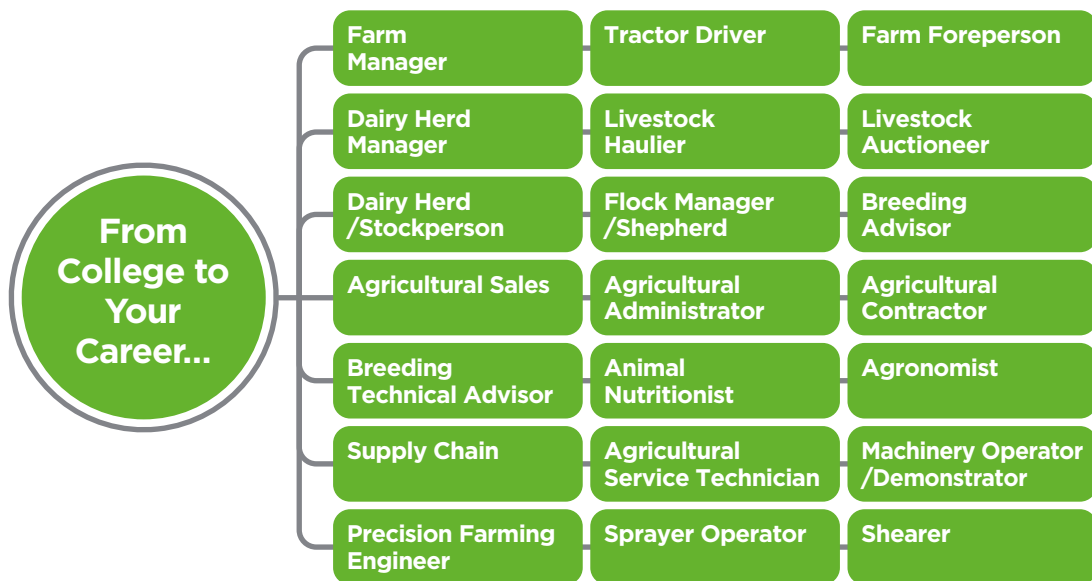 From
College to
Your
Career...
Farm
Manager
Tractor Driver
Farm Foreperson
Dairy Herd
Manager
Livestock
Haulier
Livestock
Auctioneer
Dairy Herd
/Stockperson
Flock Manager
/Shepherd
Breeding
Advisor
Agricultural Sales
Agricultural
Administrator
Agricultural
Contractor
Breeding
Technical Advisor
Animal
Nutritionist
Agronomist
Supply Chain
Agricultural
Service Technician
Machinery Operator
/Demonstrator
Precision Farming
Engineer
Sprayer Operator
Shearer